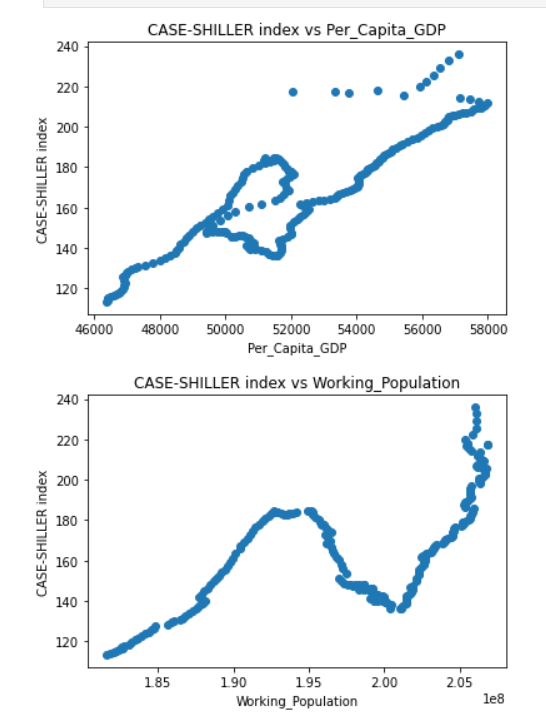 CASE-SHILLER index vs Per_Capita_GDP
240
220
200
180
160
140
120
CASE-SHILLER index
46000 48000 50000 52000 54000 56000 58000
Per_Capita_GDP
CASE-SHILLER index vs Working_Population
240
220
200
180
160
140
120
CASE-SHILLER index
1.85 1.90 1.95 2.00 2.05
1e8
Working_Population